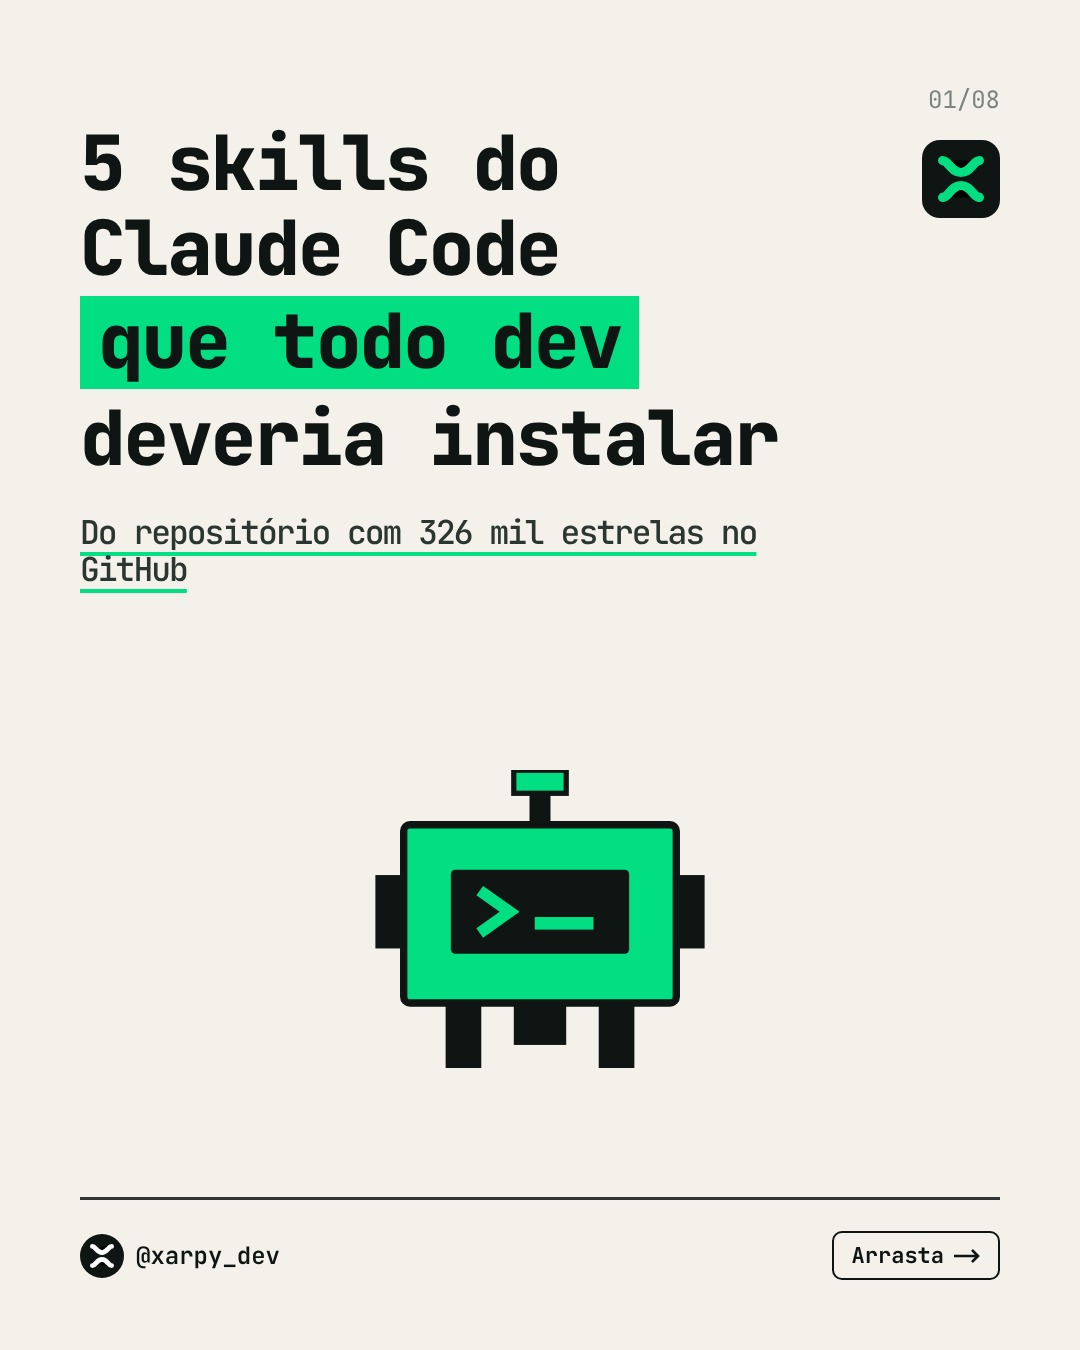 01/08
5 skills do
Claude Code
que todo dev
deveria instalar
Do repositório com 326 mil estrelas no
GitHub
>_
@xarpy_dev
Arrasta →